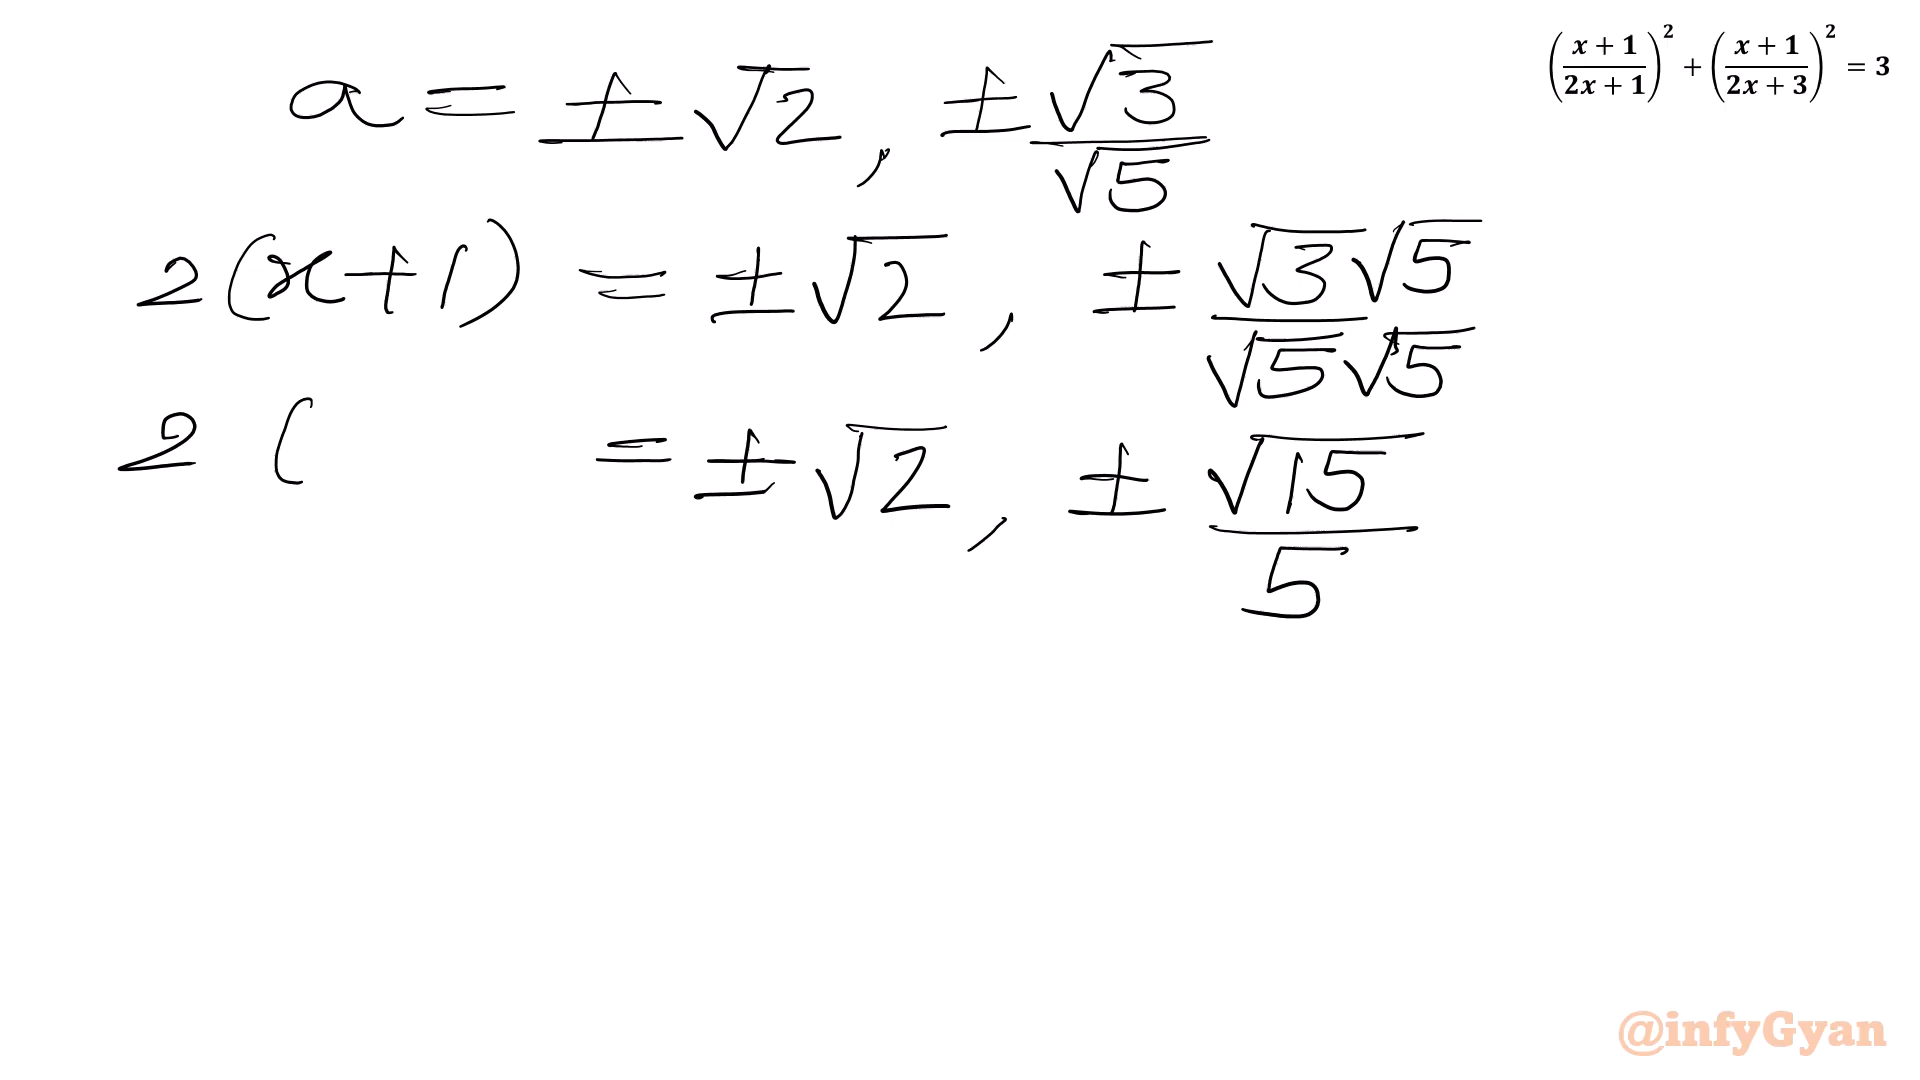 a = ± √2 , ± √3/√5
((x + 1)/(2x + 1))² + ((x + 1)/(2x + 3))² = 3
2(x+1) = ± √2 , ± √3√5/√5√5
2 ( = ± √2 , ± √15/5
@infyGyan